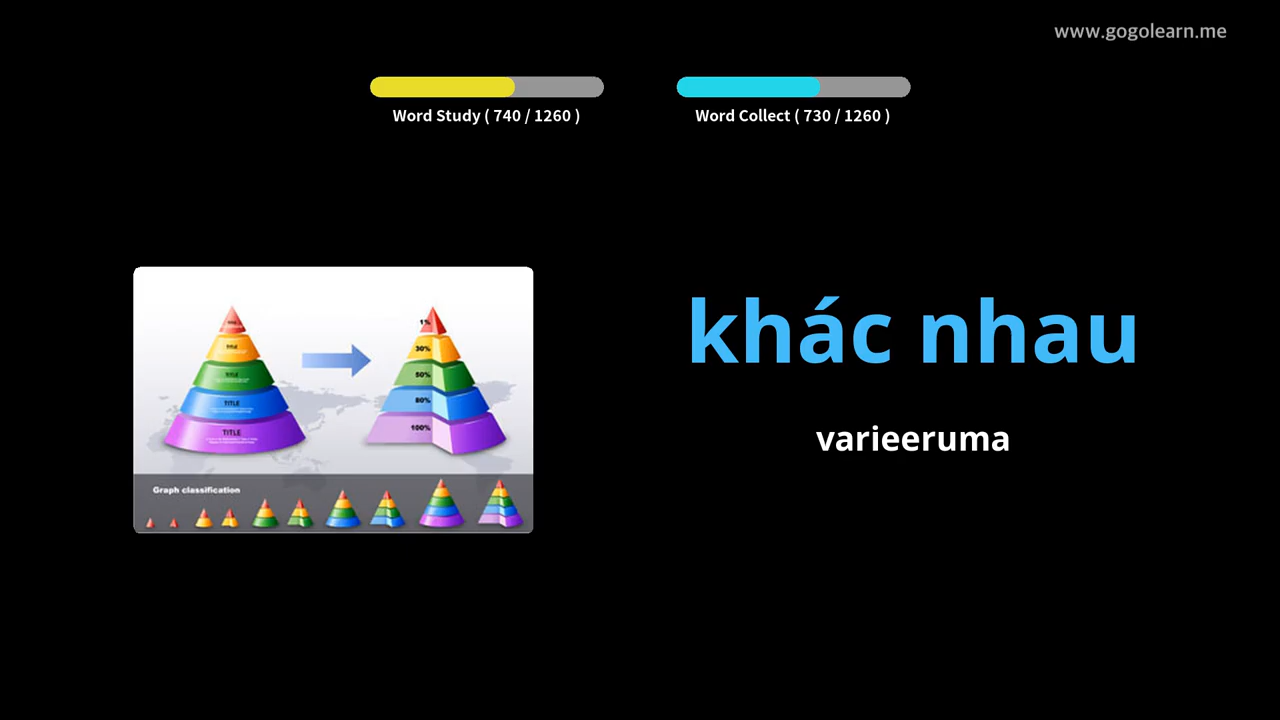 www.gogolearn.me
Word Study ( 740 / 1260 )
Word Collect ( 730 / 1260 )
khác nhau
varieeruma
TITLE
TITLE
TITLE
TITLE
1%
30%
50%
80%
100%
Graph classification